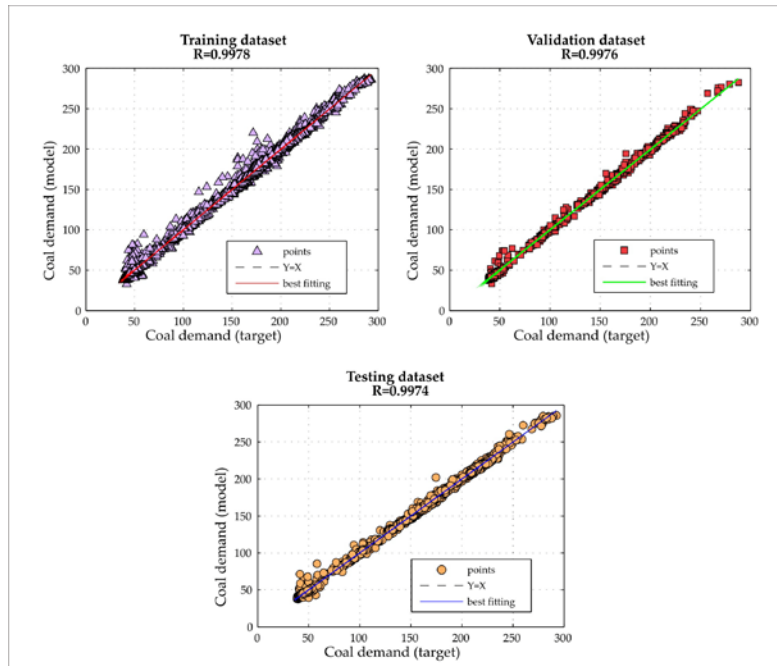 Training dataset
R=0.9978
300
250
200
150
100
50
0
Coal demand (model)
points
Y=X
best fitting
0 50 100 150 200 250 300
Coal demand (target)
Validation dataset
R=0.9976
300
250
200
150
100
50
0
Coal demand (model)
points
Y=X
best fitting
0 50 100 150 200 250 300
Coal demand (target)
Testing dataset
R=0.9974
300
250
200
150
100
50
0
Coal demand (model)
points
Y=X
best fitting
0 50 100 150 200 250 300
Coal demand (target)